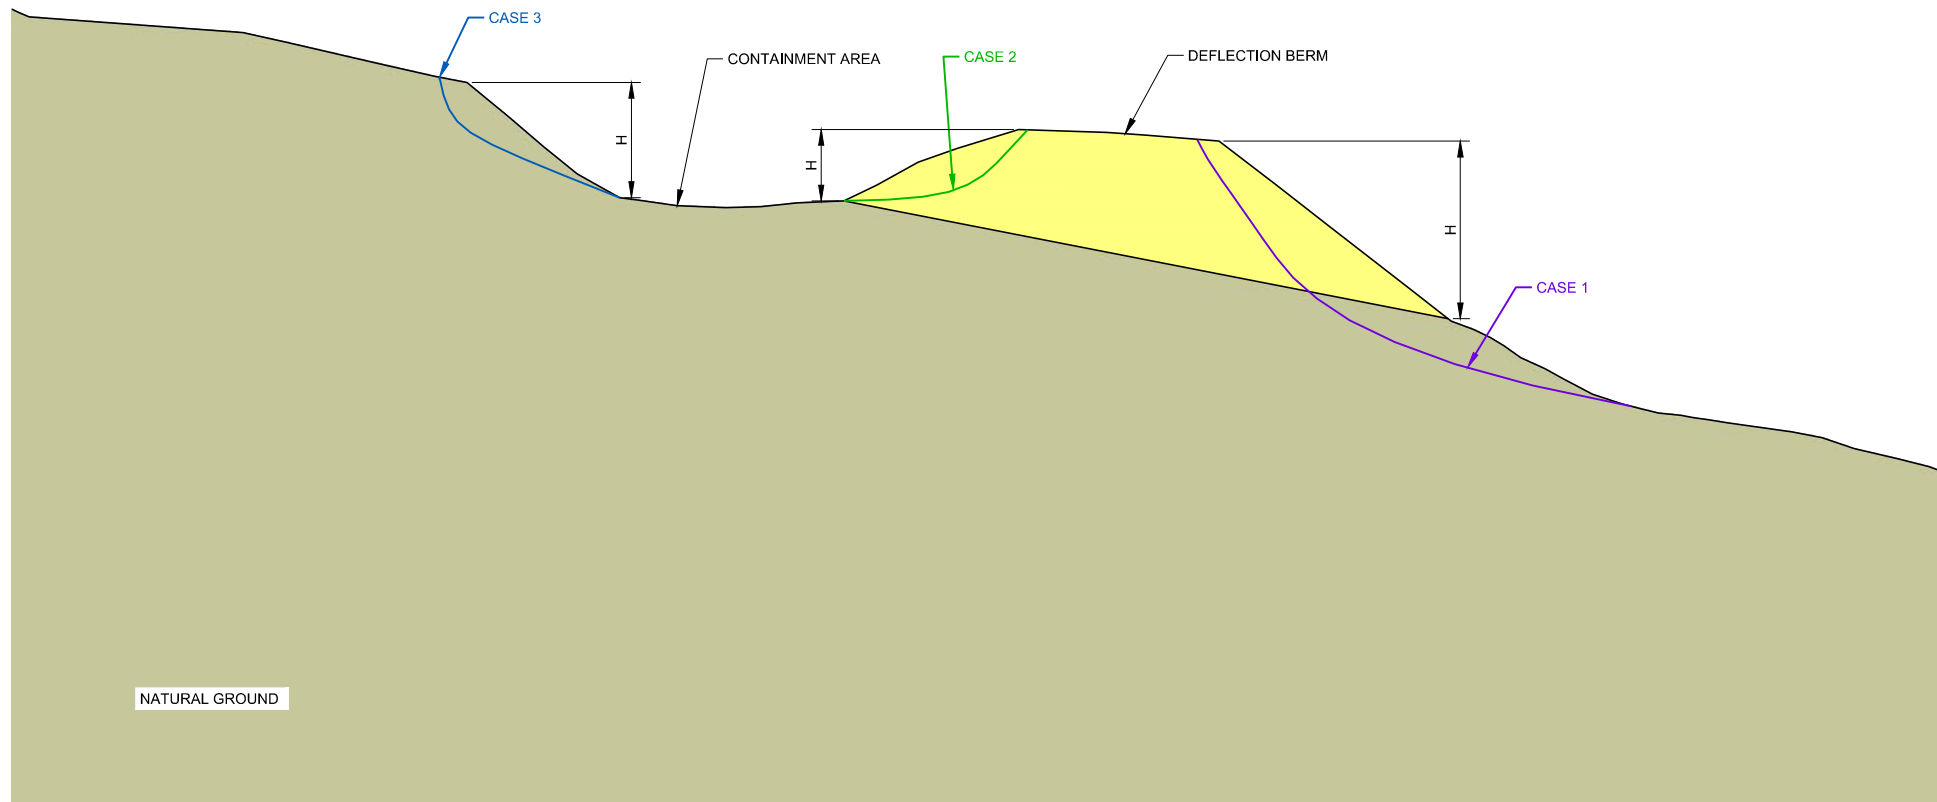 CASE 3
CONTAINMENT AREA
CASE 2
DEFLECTION BERM
H
H
H
CASE 1
NATURAL GROUND